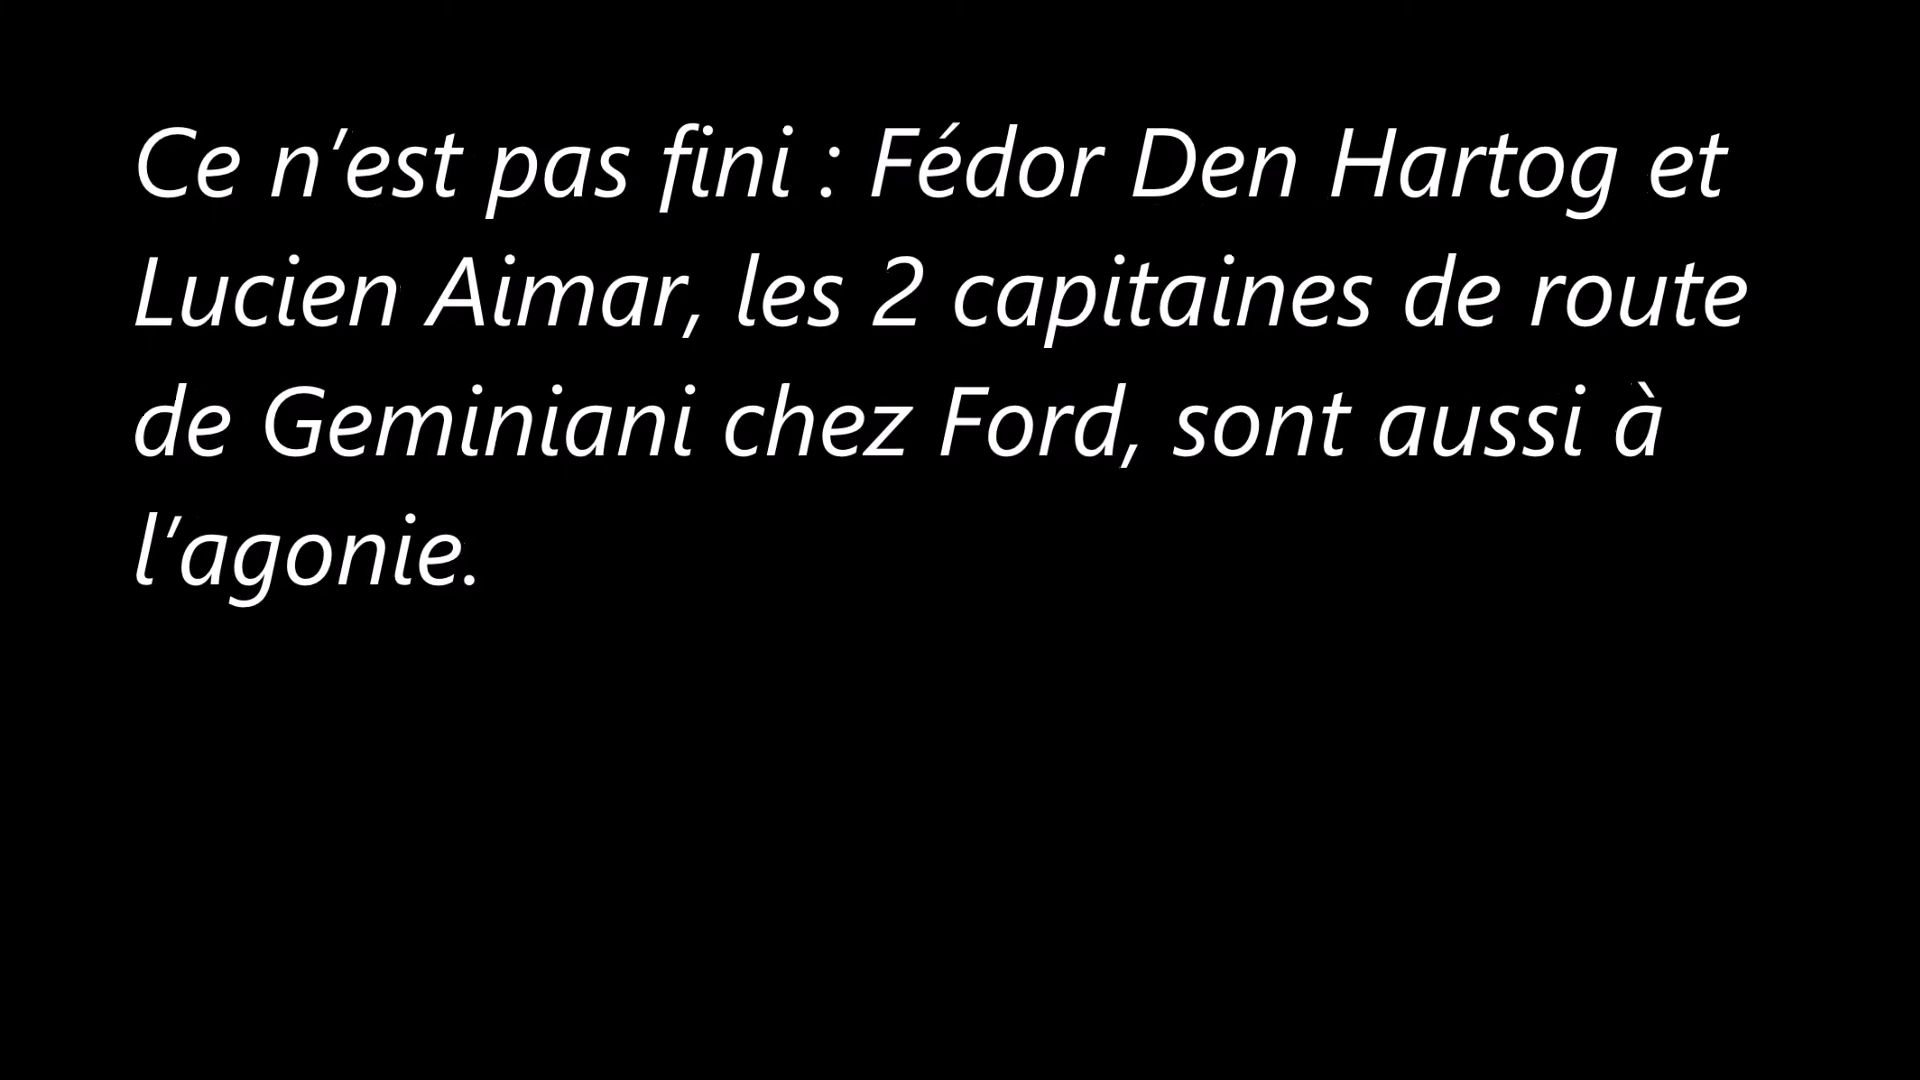 Ce n’est pas fini : Fédor Den Hartog et
Lucien Aimar, les 2 capitaines de route
de Geminiani chez Ford, sont aussi à
l’agonie.